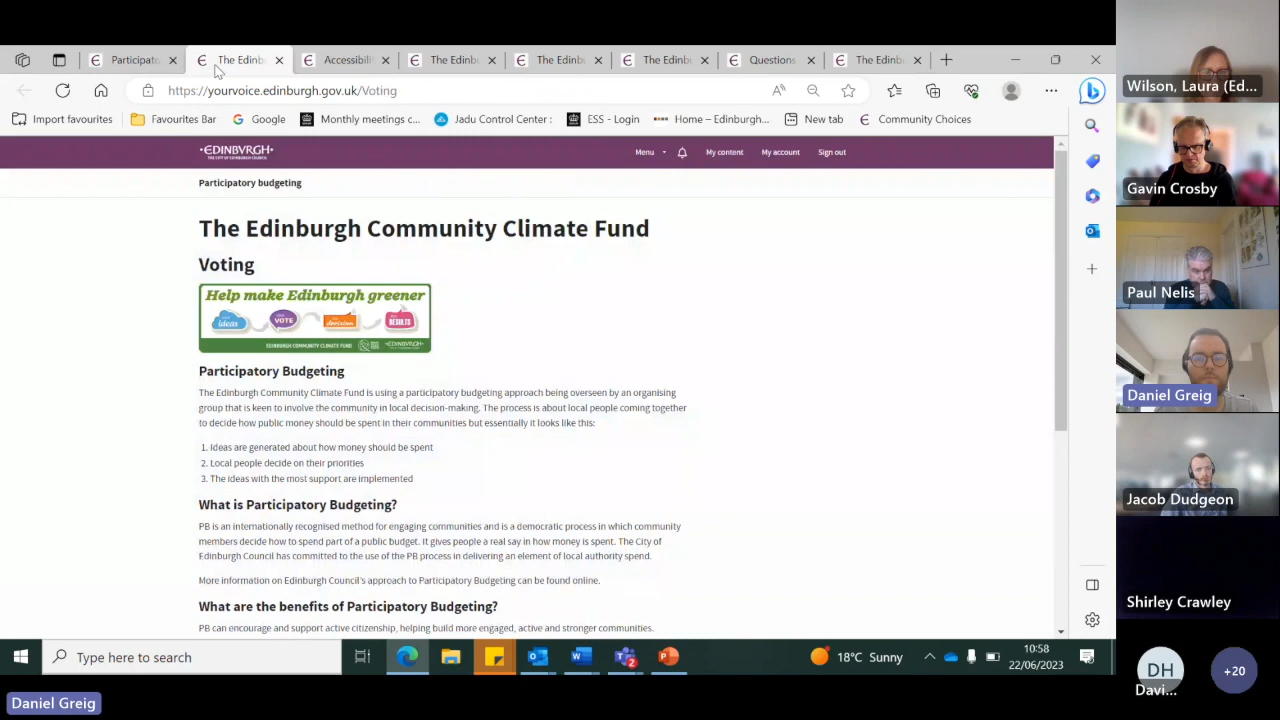 Participato
The Edinb
Accessibili
The Edinb
The Edinb
The Edinb
Questions
The Edinb
https://yourvoice.edinburgh.gov.uk/Voting
Import favourites
Favourites Bar
Google
Monthly meetings c...
Jadu Control Center :
ESS - Login
Home – Edinburgh...
New tab
Community Choices
•EDINBVRGH•
THE CITY OF EDINBURGH COUNCIL
Menu
My content
My account
Sign out
Participatory budgeting
The Edinburgh Community Climate Fund
Voting
Help make Edinburgh greener
ideas
VOTE
decision
RESULTS
EDINBURGH COMMUNITY CLIMATE FUND
•EDINBVRGH•
Participatory Budgeting
The Edinburgh Community Climate Fund is using a participatory budgeting approach being overseen by an organising
group that is keen to involve the community in local decision-making. The process is about local people coming together
to decide how public money should be spent in their communities but essentially it looks like this:
1. Ideas are generated about how money should be spent
2. Local people decide on their priorities
3. The ideas with the most support are implemented
What is Participatory Budgeting?
PB is an internationally recognised method for engaging communities and is a democratic process in which community
members decide how to spend part of a public budget. It gives people a real say in how money is spent. The City of
Edinburgh Council has committed to the use of the PB process in delivering an element of local authority spend.
More information on Edinburgh Council's approach to Participatory Budgeting can be found online.
What are the benefits of Participatory Budgeting?
PB can encourage and support active citizenship, helping build more engaged, active and stronger communities.
Type here to search
2
18°C Sunny
10:58
22/06/2023
Daniel Greig
Wilson, Laura (Ed...
Gavin Crosby
Paul Nelis
Daniel Greig
Jacob Dudgeon
Shirley Crawley
DH
Davi...
+20